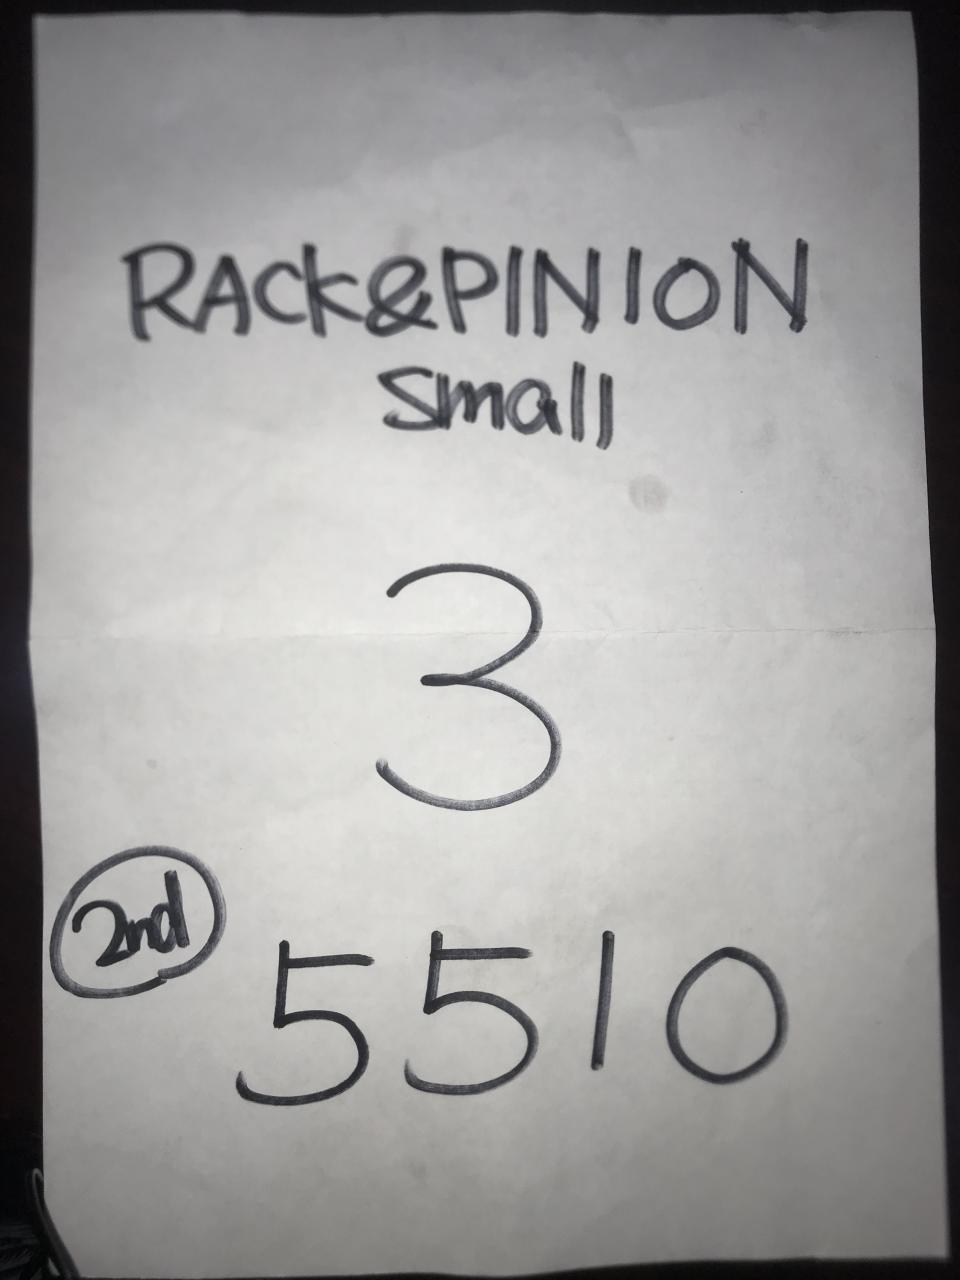 RACK&PINION
Small
3
2nd
5510